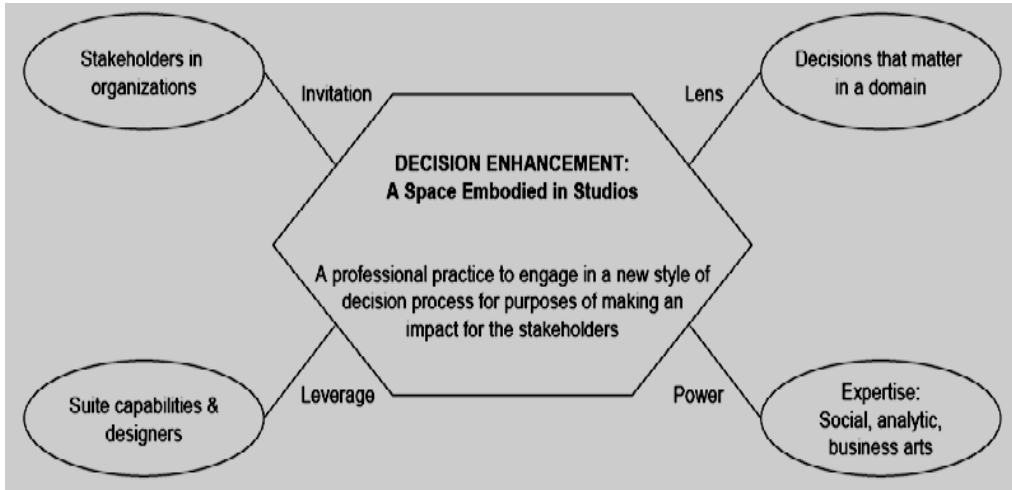 Stakeholders in
organizations
Invitation
Lens
Decisions that matter
in a domain
DECISION ENHANCEMENT:
A Space Embodied in Studios
A professional practice to engage in a new style of
decision process for purposes of making an
impact for the stakeholders
Suite capabilities &
designers
Leverage
Power
Expertise:
Social, analytic,
business arts